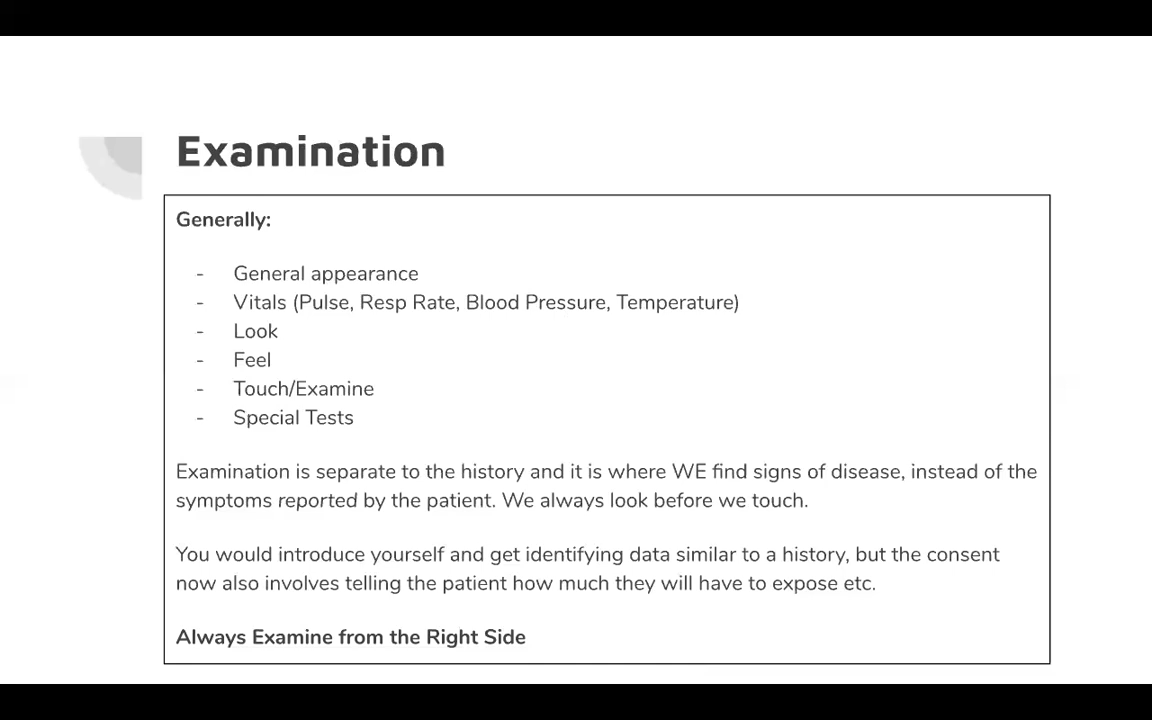 Examination
Generally:
- General appearance
- Vitals (Pulse, Resp Rate, Blood Pressure, Temperature)
- Look
- Feel
- Touch/Examine
- Special Tests
Examination is separate to the history and it is where WE find signs of disease, instead of the
symptoms reported by the patient. We always look before we touch.
You would introduce yourself and get identifying data similar to a history, but the consent
now also involves telling the patient how much they will have to expose etc.
Always Examine from the Right Side